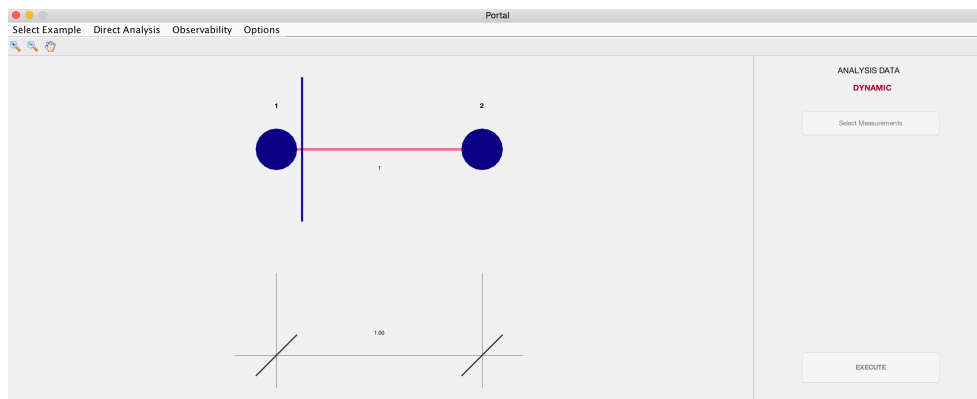 Portal
Select Example Direct Analysis Observability Options
ANALYSIS DATA
DYNAMIC
1 2
Select Measurements
1
1.00
EXECUTE